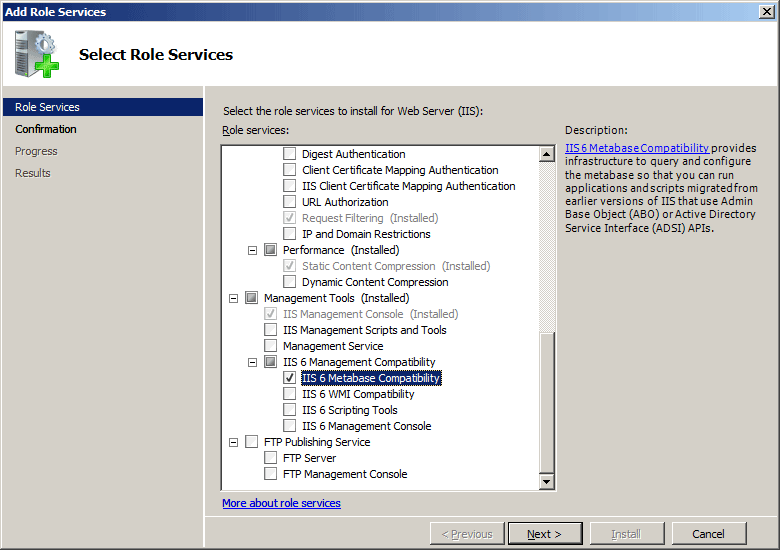 Add Role Services
Select Role Services
Role Services
Confirmation
Progress
Results
Select the role services to install for Web Server (IIS):
Role services:
Digest Authentication
Client Certificate Mapping Authentication
IIS Client Certificate Mapping Authentication
URL Authorization
Request Filtering (Installed)
IP and Domain Restrictions
Performance (Installed)
Static Content Compression (Installed)
Dynamic Content Compression
Management Tools (Installed)
IIS Management Console (Installed)
IIS Management Scripts and Tools
Management Service
IIS 6 Management Compatibility
IIS 6 Metabase Compatibility
IIS 6 WMI Compatibility
IIS 6 Scripting Tools
IIS 6 Management Console
FTP Publishing Service
FTP Server
FTP Management Console
More about role services
Description:
IIS 6 Metabase Compatibility provides
infrastructure to query and configure
the metabase so that you can run
applications and scripts migrated from
earlier versions of IIS that use Admin
Base Object (ABO) or Active Directory
Service Interface (ADSI) APIs.
< Previous
Next >
Install
Cancel